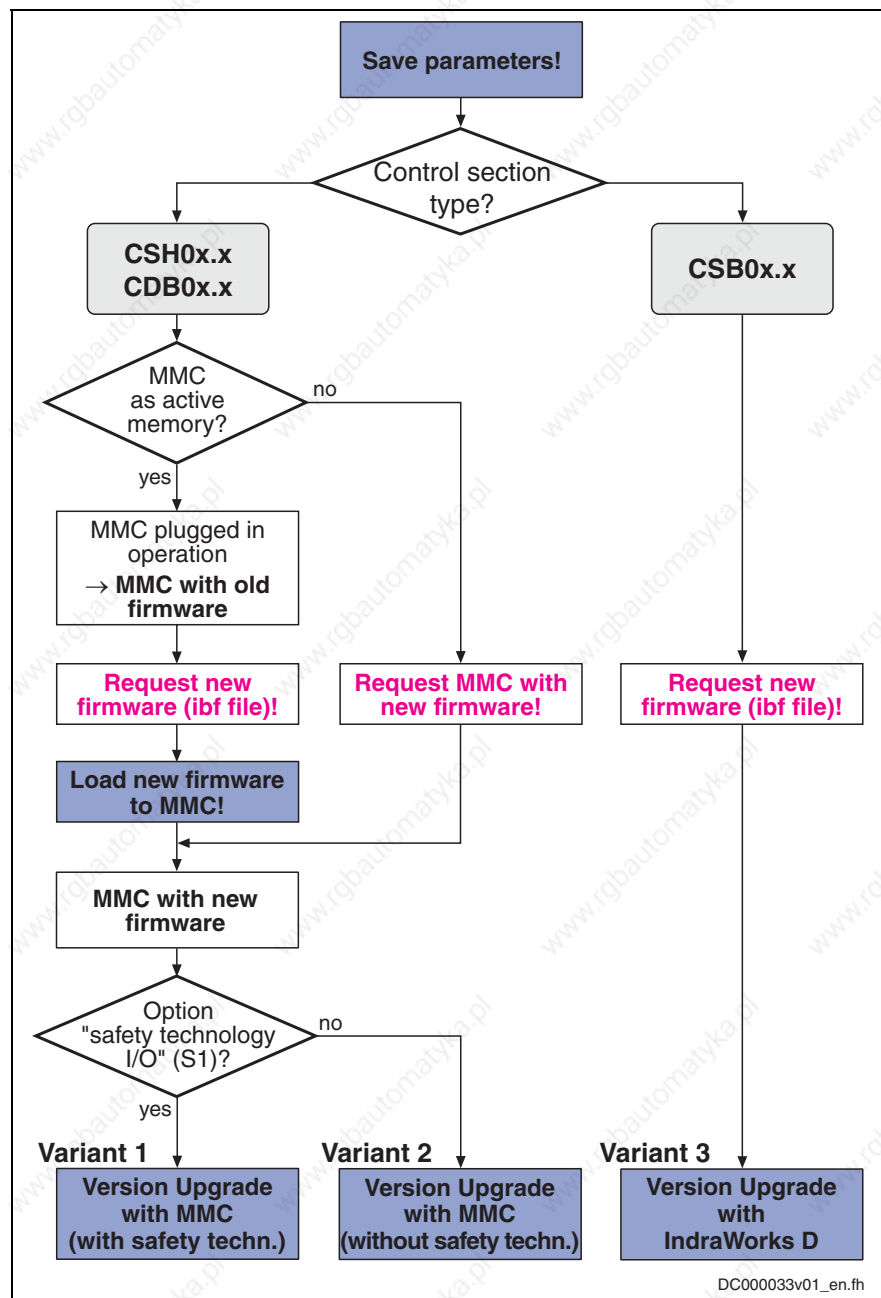 Save parameters!
Control section
type?
CSH0x.x
CDB0x.x
CSB0x.x
MMC
as active
memory?
no
yes
MMC plugged in
operation
→ MMC with old
firmware
Request new
firmware (ibf file)!
Request MMC with
new firmware!
Request new
firmware (ibf file)!
Load new firmware
to MMC!
MMC with new
firmware
Option
"safety technology
I/O" (S1)?
no
yes
Variant 1
Version Upgrade
with MMC
(with safety techn.)
Variant 2
Version Upgrade
with MMC
(without safety techn.)
Variant 3
Version Upgrade
with
IndraWorks D
DC000033v01_en.fh
www.rgbautomatyka.pl